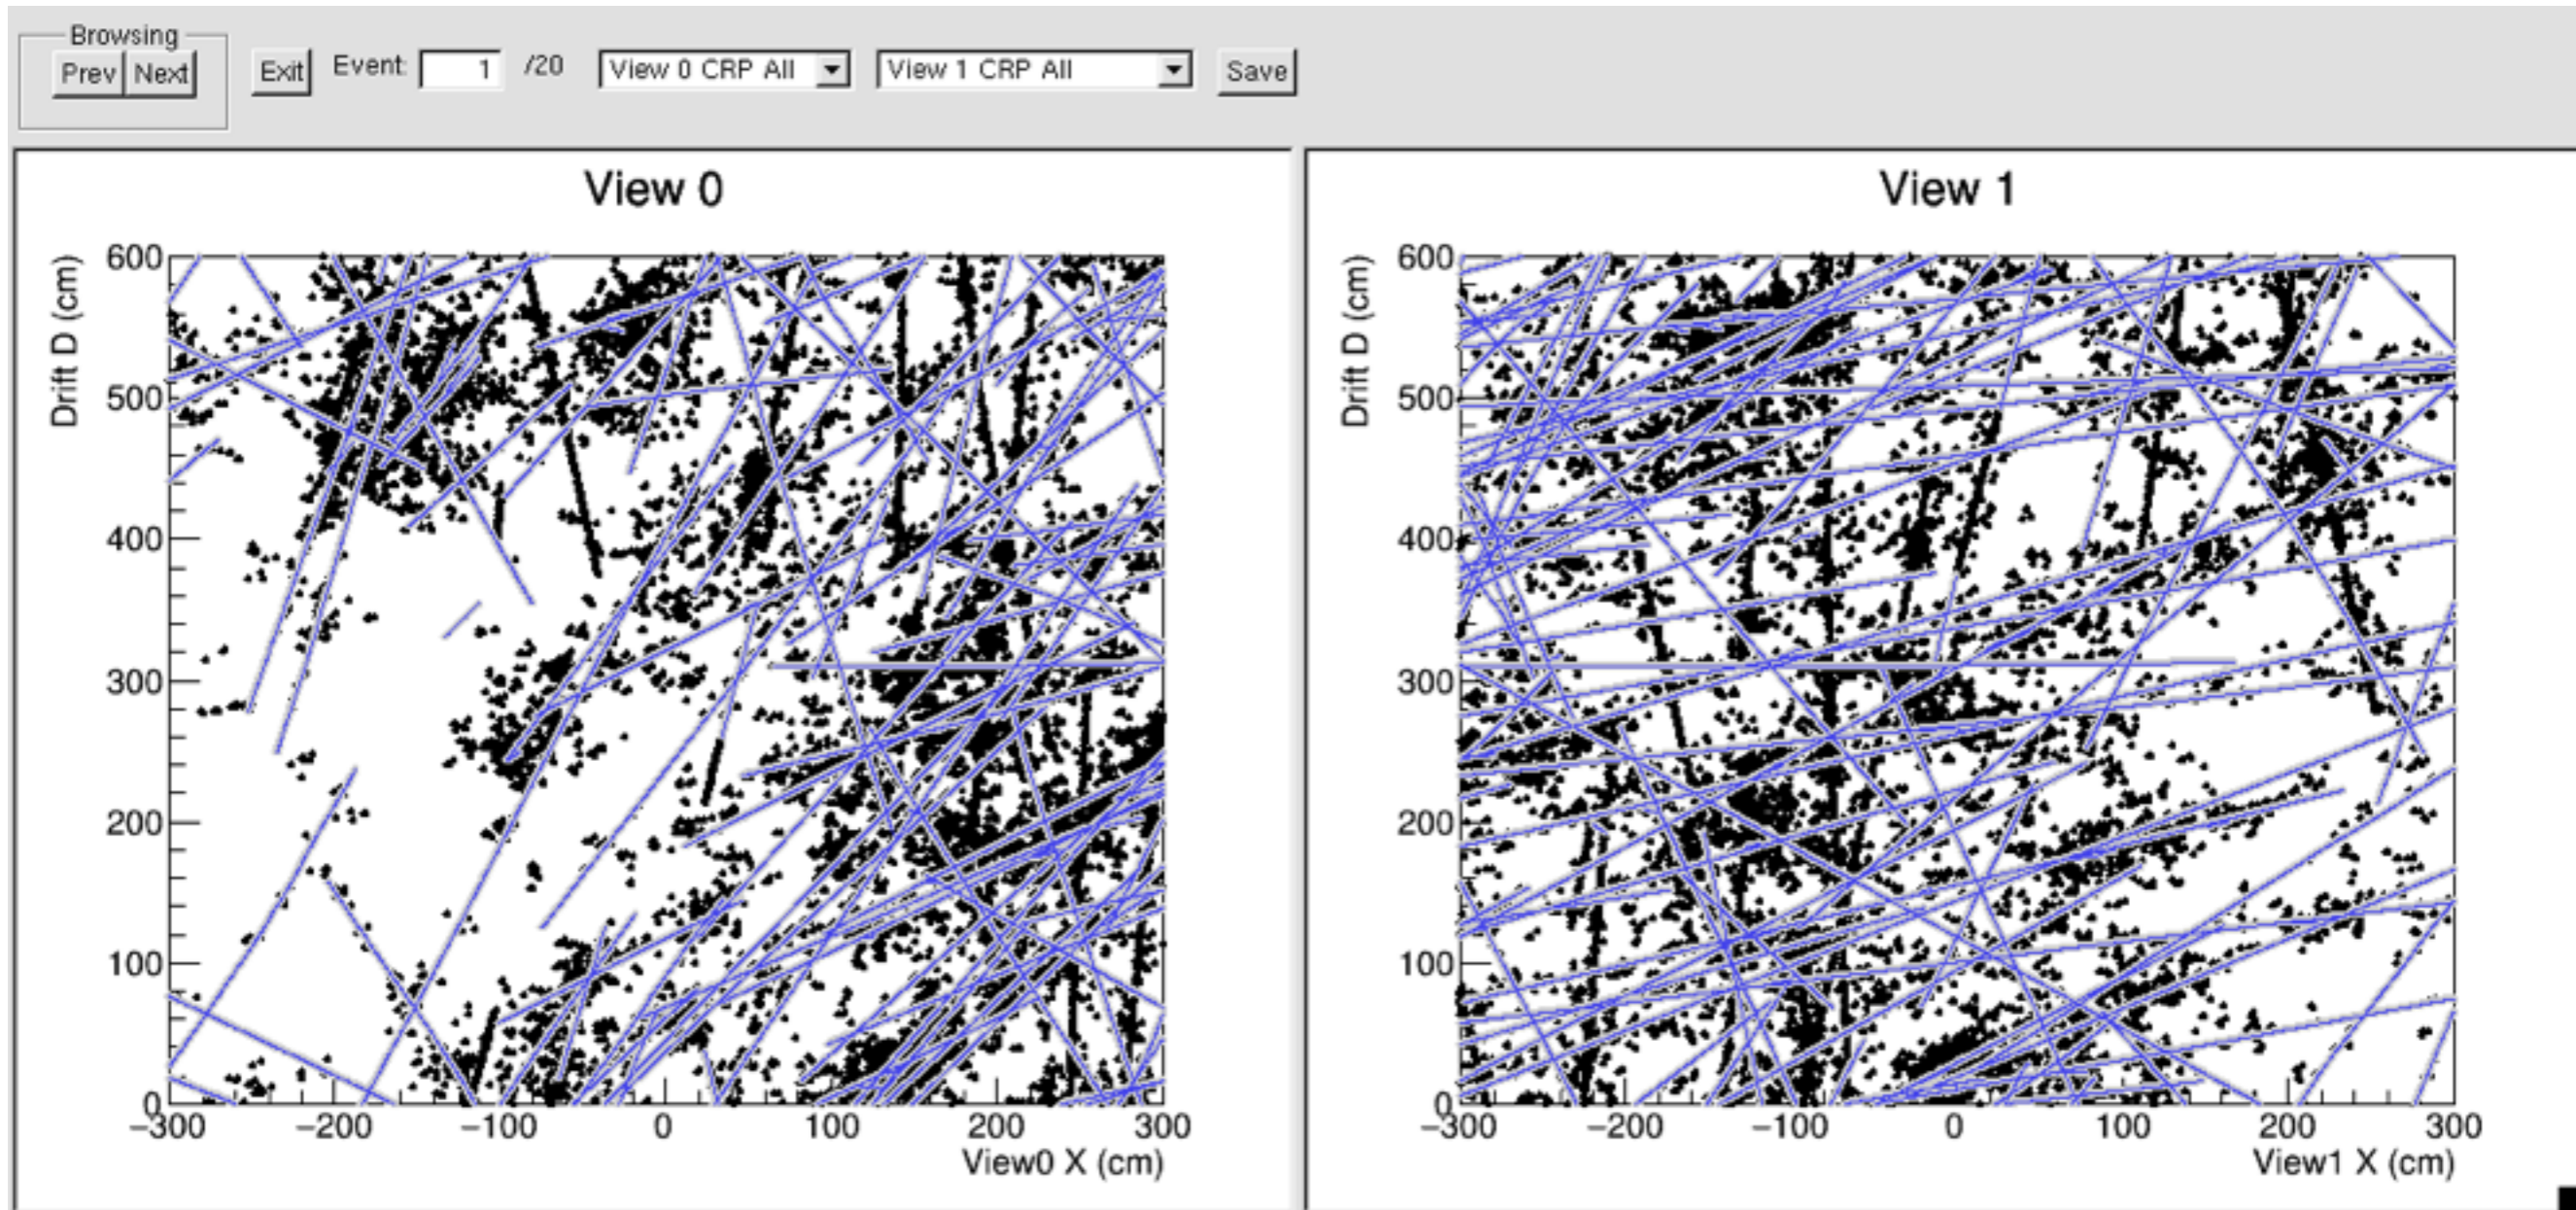 Browsing
Prev Next Exit Event: 1 /20 View 0 CRP All View 1 CRP All Save
View 0
Drift D (cm)
600
500
400
300
200
100
0
−300 −200 −100 0 100 200 300
View0 X (cm)
View 1
Drift D (cm)
600
500
400
300
200
100
0
−300 −200 −100 0 100 200 300
View1 X (cm)